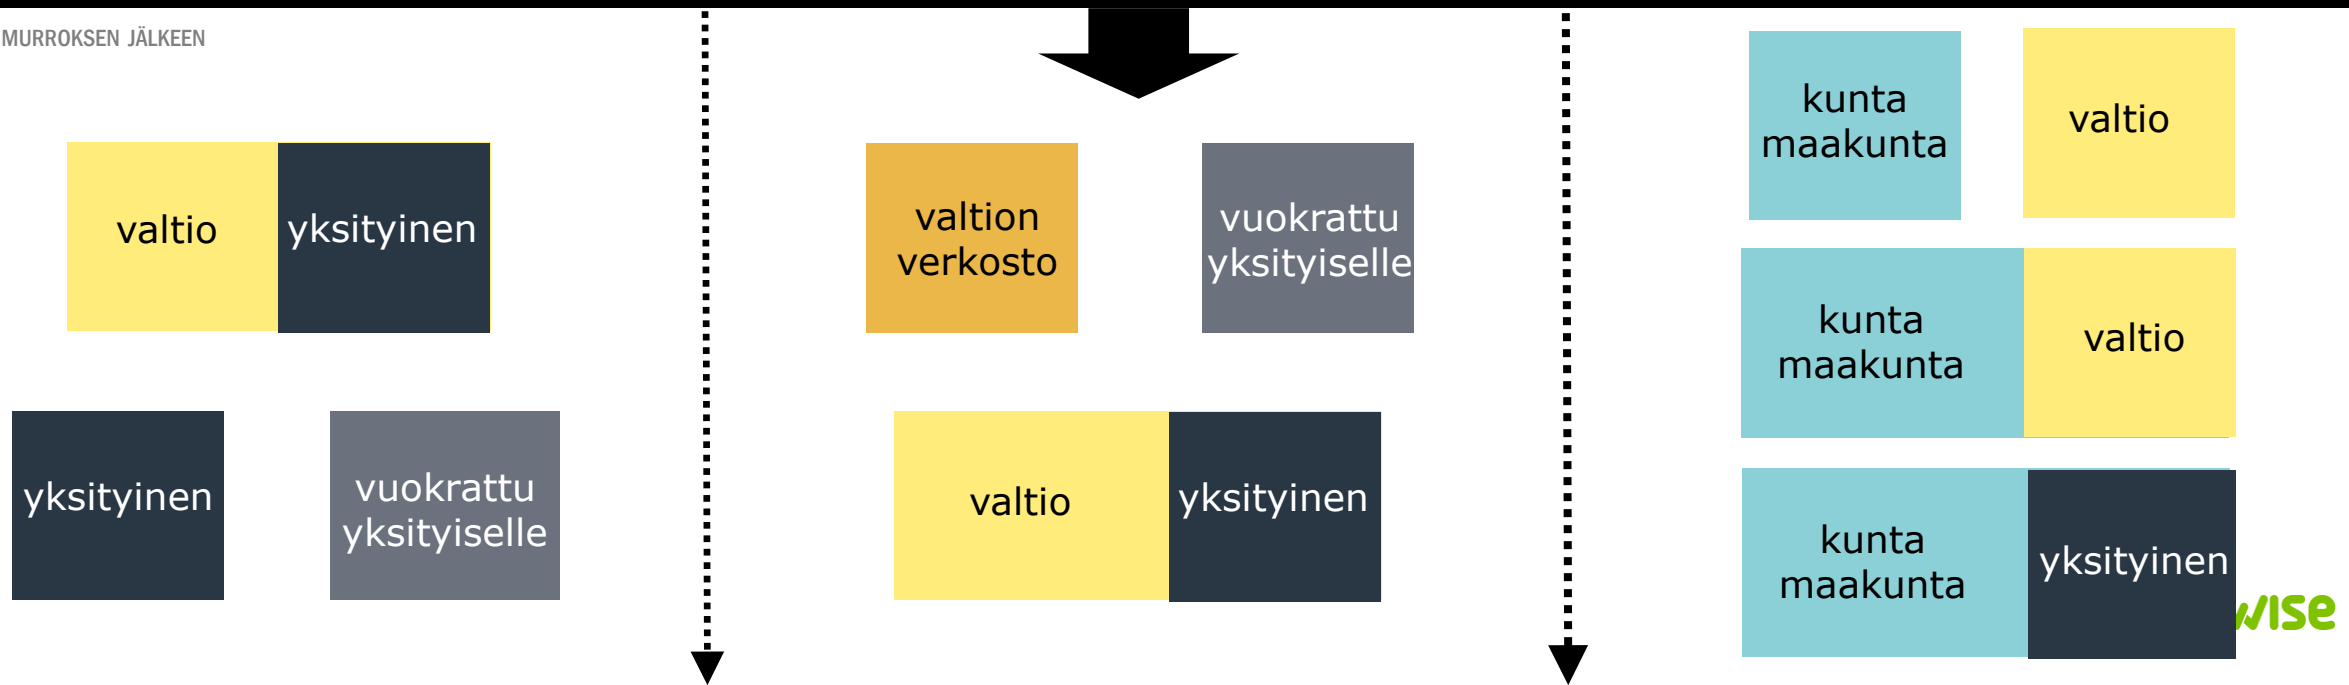 MURROKSEN JÄLKEEN
valtio
yksityinen
yksityinen
vuokrattu
yksityiselle
valtion
verkosto
vuokrattu
yksityiselle
valtio
yksityinen
kunta
maakunta
valtio
kunta
maakunta
valtio
kunta
maakunta
yksityinen